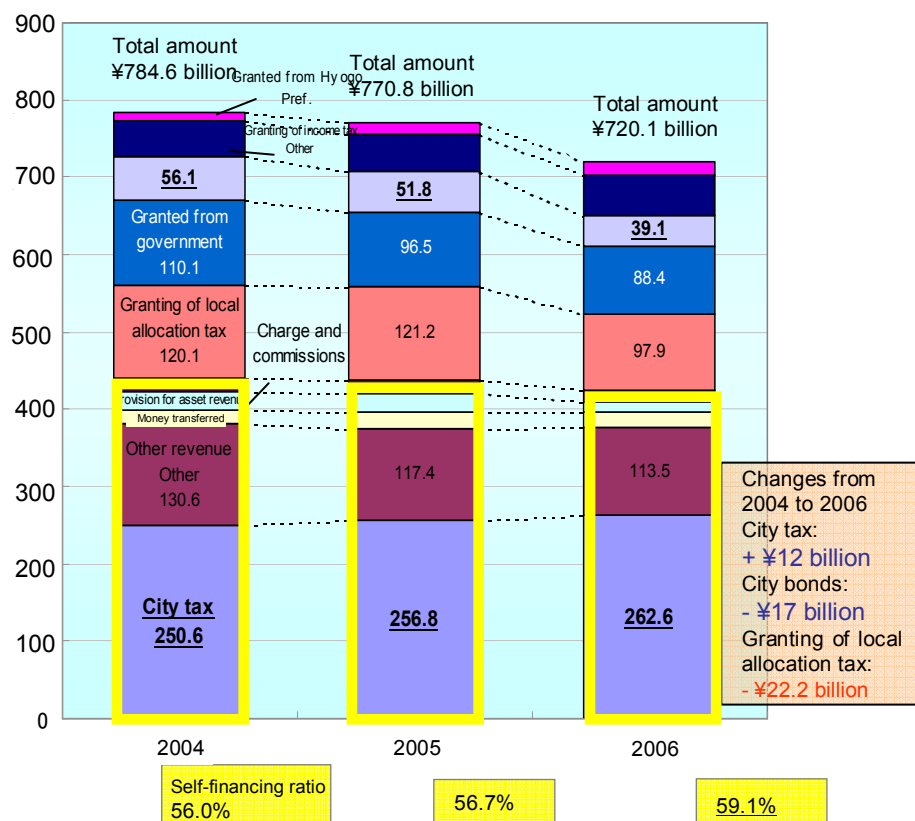 900
800
700
600
500
400
300
200
100
0
Total amount
¥784.6 billion
Granted from Hyogo
Pref.
Granting of income tax
Other
56.1
Granted from
government
110.1
Granting of local
allocation tax
120.1
Charge and
commissions
rovision for asset revenu
Money transferred
Other revenue
Other
130.6
City tax
250.6
Total amount
¥770.8 billion
51.8
96.5
121.2
117.4
256.8
Total amount
¥720.1 billion
39.1
88.4
97.9
113.5
262.6
Changes from
2004 to 2006
City tax:
+ ¥12 billion
City bonds:
- ¥17 billion
Granting of local
allocation tax:
- ¥22.2 billion
2004
2005
2006
Self-financing ratio
56.0%
56.7%
59.1%